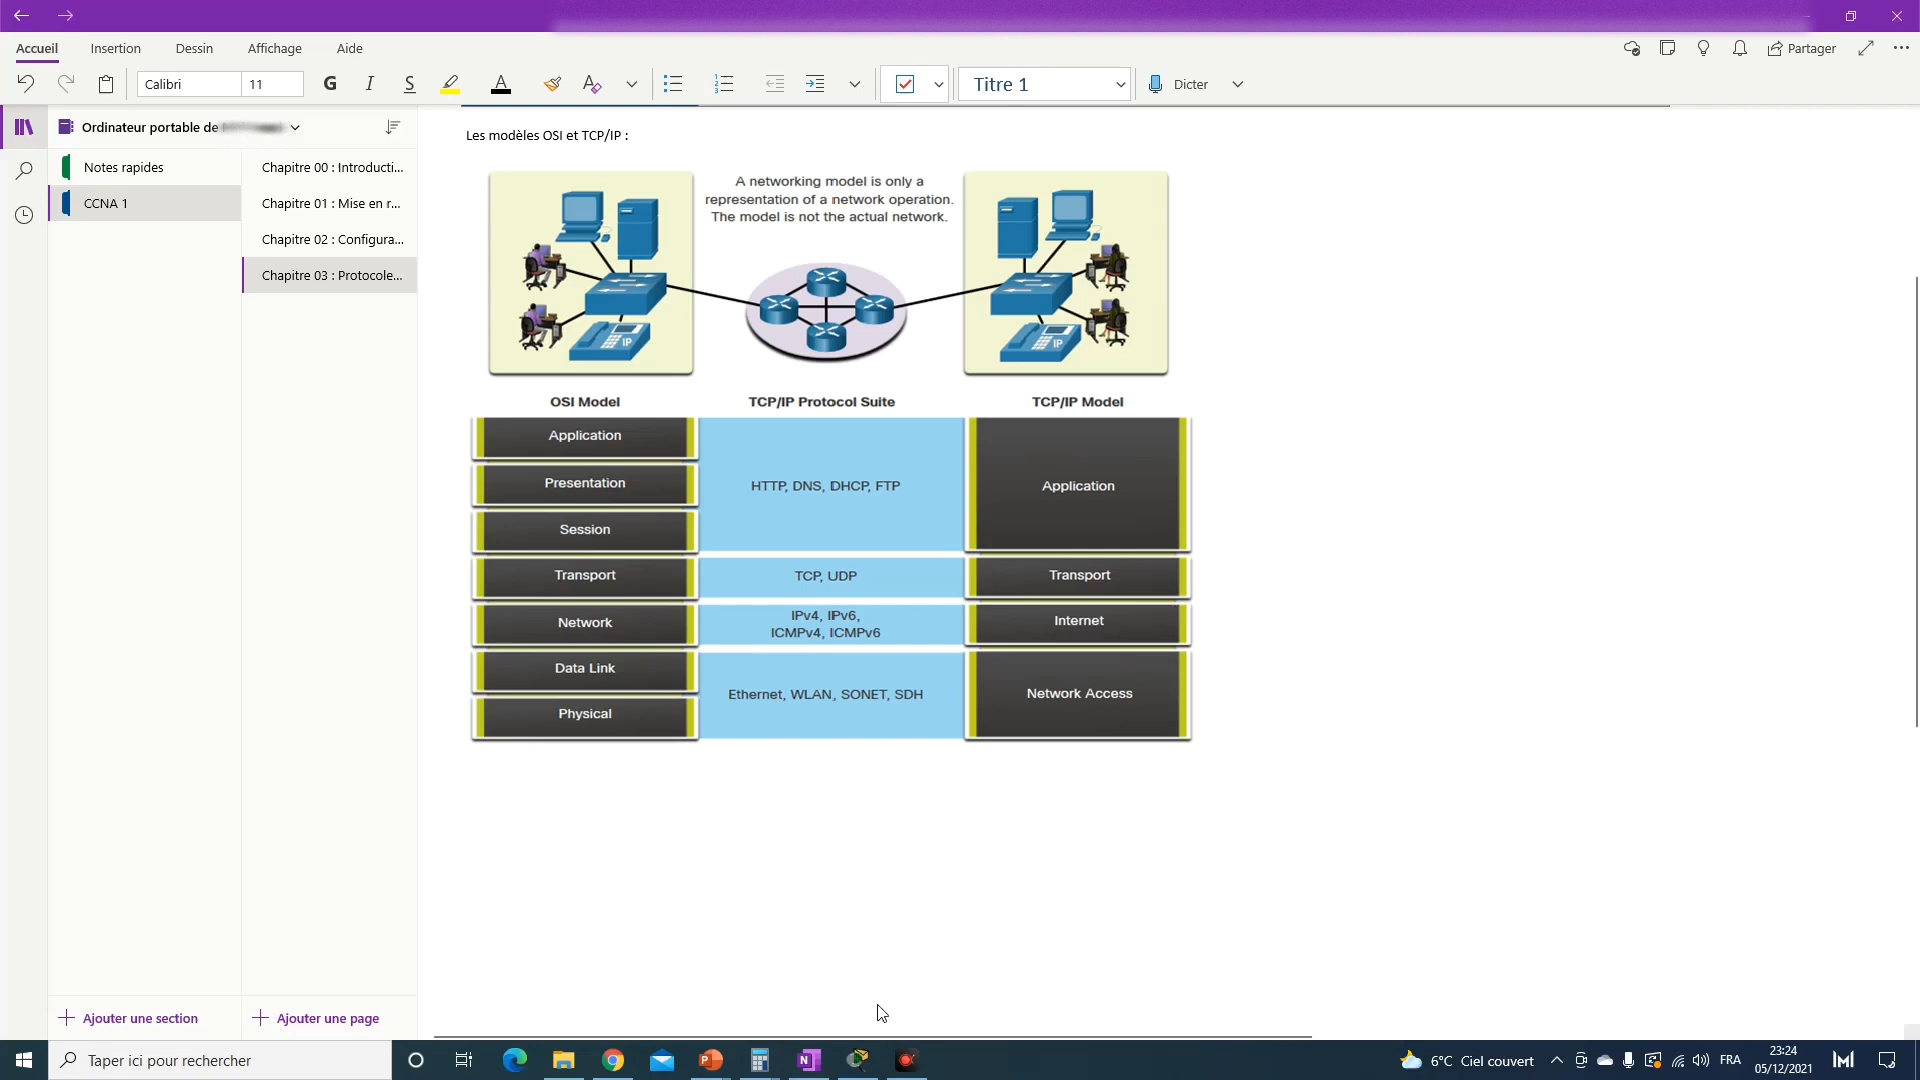 Accueil Insertion Dessin Affichage Aide Partager
Calibri 11 G I S A Titre 1 Dicter
Ordinateur portable de
Notes rapides
CCNA 1
Chapitre 00 : Introducti...
Chapitre 01 : Mise en r...
Chapitre 02 : Configura...
Chapitre 03 : Protocole...
Les modèles OSI et TCP/IP :
A networking model is only a
representation of a network operation.
The model is not the actual network.
IP
IP
OSI Model TCP/IP Protocol Suite TCP/IP Model
Application
Presentation
Session
HTTP, DNS, DHCP, FTP
Application
Transport TCP, UDP Transport
Network
IPv4, IPv6,
ICMPv4, ICMPv6
Internet
Data Link
Physical
Ethernet, WLAN, SONET, SDH
Network Access
Ajouter une section Ajouter une page
Taper ici pour rechercher
6°C Ciel couvert
FRA
23:24
05/12/2021